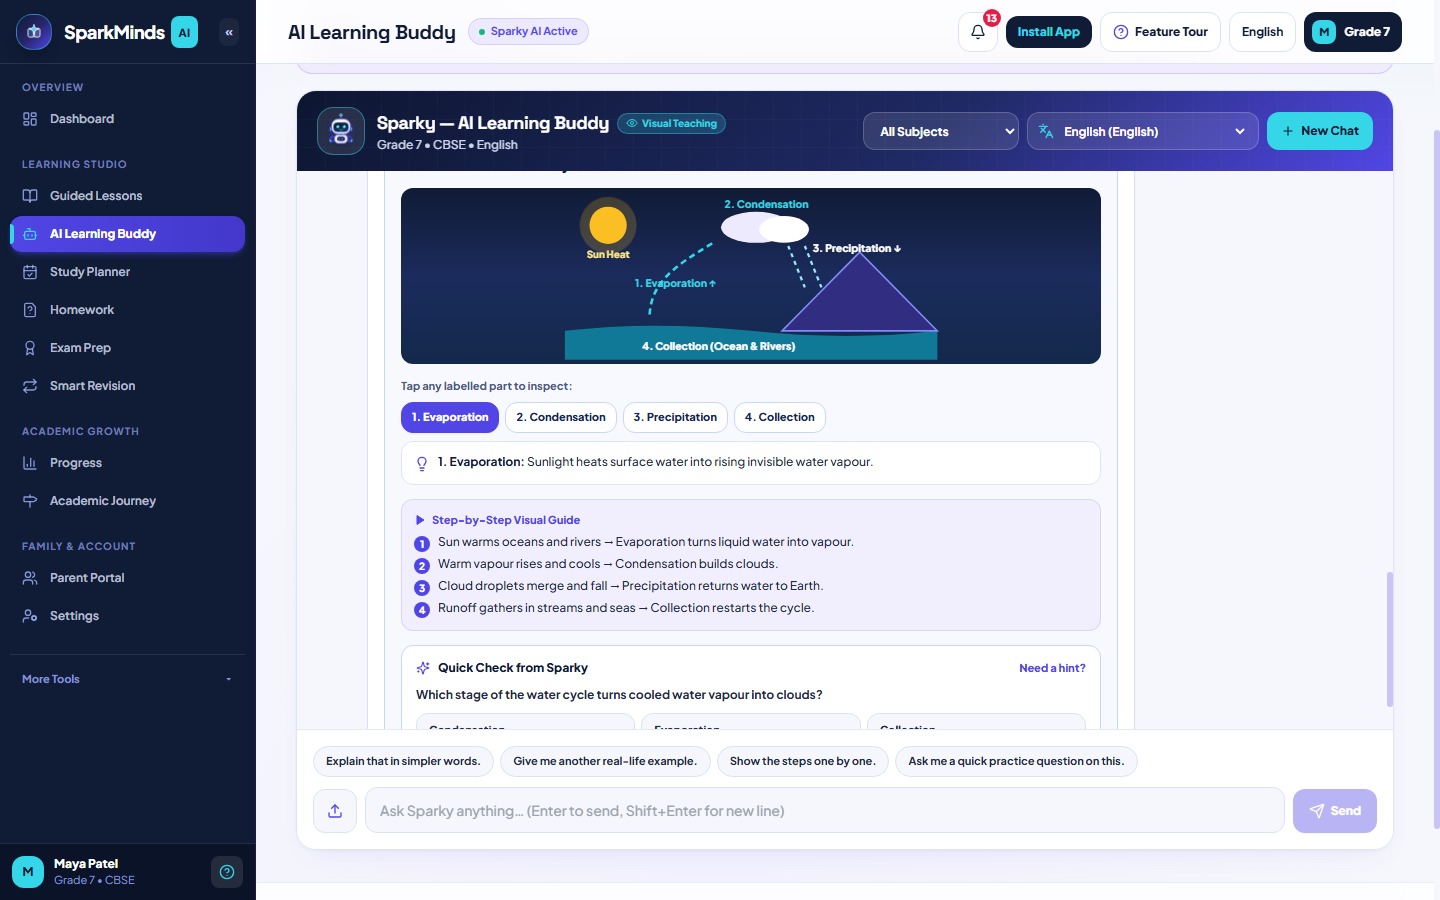 SparkMinds AI
«
OVERVIEW
Dashboard
LEARNING STUDIO
Guided Lessons
AI Learning Buddy
Study Planner
Homework
Exam Prep
Smart Revision
ACADEMIC GROWTH
Progress
Academic Journey
FAMILY & ACCOUNT
Parent Portal
Settings
More Tools
M
Maya Patel
Grade 7 • CBSE
AI Learning Buddy
Sparky AI Active
13
Install App
Feature Tour
English
M Grade 7
Sparky — AI Learning Buddy
Visual Teaching
Grade 7 • CBSE • English
All Subjects
English (English)
+ New Chat
2. Condensation
3. Precipitation ↓
Sun Heat
1. Evaporation ↑
4. Collection (Ocean & Rivers)
Tap any labelled part to inspect:
1. Evaporation
2. Condensation
3. Precipitation
4. Collection
1. Evaporation: Sunlight heats surface water into rising invisible water vapour.
Step-by-Step Visual Guide
1 Sun warms oceans and rivers → Evaporation turns liquid water into vapour.
2 Warm vapour rises and cools → Condensation builds clouds.
3 Cloud droplets merge and fall → Precipitation returns water to Earth.
4 Runoff gathers in streams and seas → Collection restarts the cycle.
Quick Check from Sparky
Need a hint?
Which stage of the water cycle turns cooled water vapour into clouds?
Condensation
Evaporation
Collection
Explain that in simpler words.
Give me another real-life example.
Show the steps one by one.
Ask me a quick practice question on this.
Ask Sparky anything... (Enter to send, Shift+Enter for new line)
Send